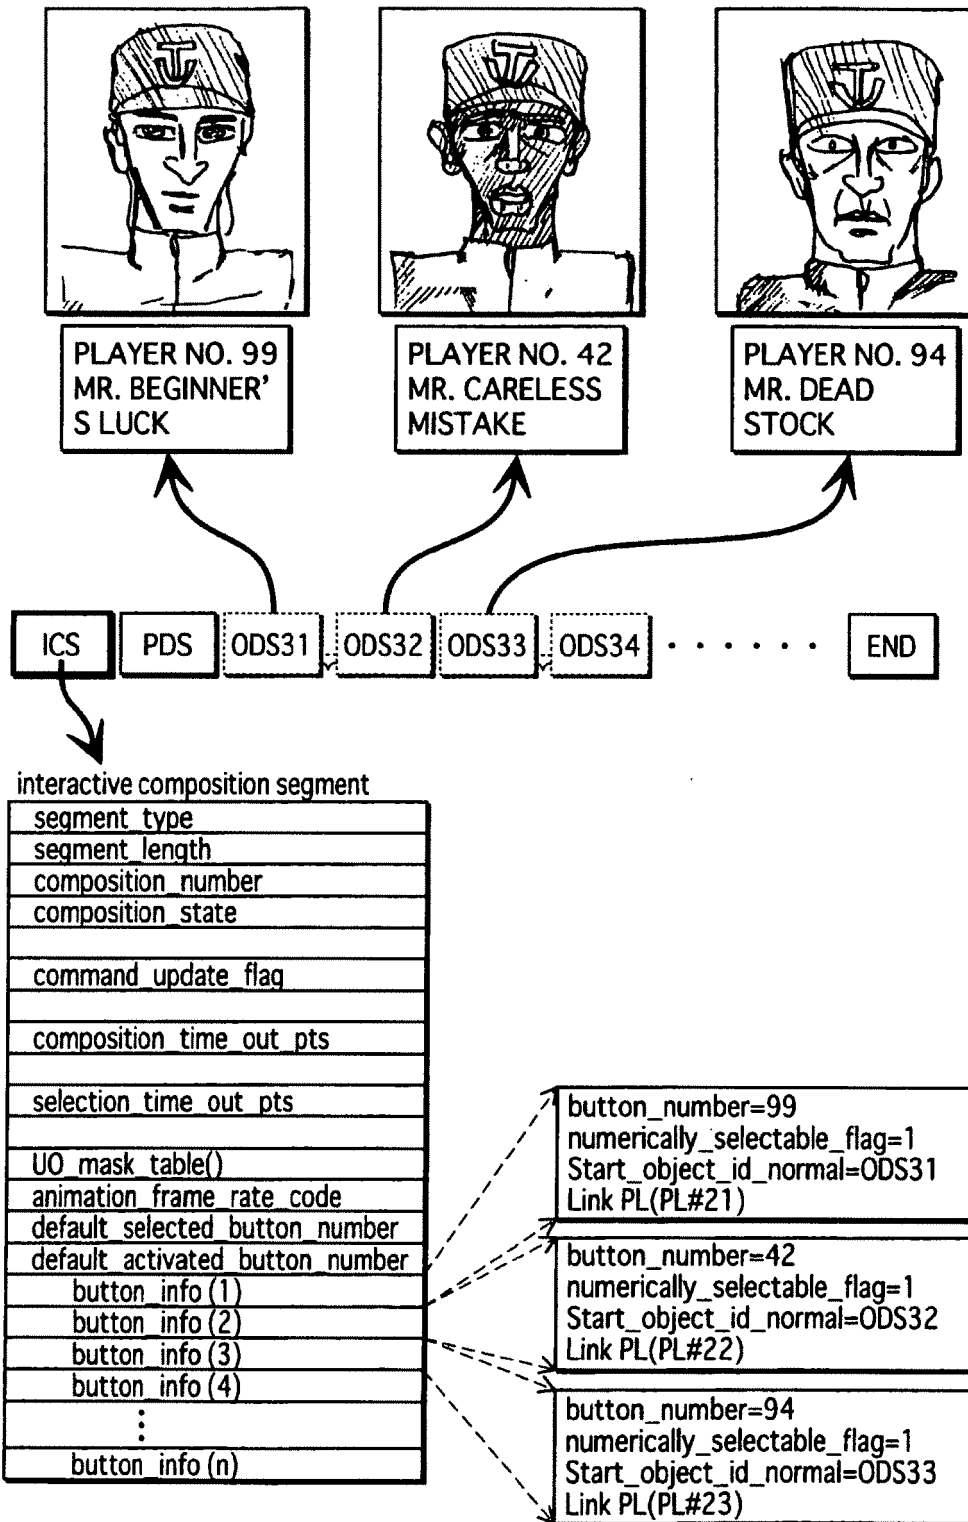 PLAYER NO. 99
MR. BEGINNER'
S LUCK
PLAYER NO. 42
MR. CARELESS
MISTAKE
PLAYER NO. 94
MR. DEAD
STOCK
ICS
PDS
ODS31
ODS32
ODS33
ODS34
· · · · · ·
END
interactive composition segment
segment_type
segment_length
composition_number
composition_state
command_update_flag
composition_time_out_pts
selection_time_out_pts
UO_mask_table()
animation_frame_rate_code
default_selected_button_number
default_activated_button_number
button_info (1)
button_info (2)
button_info (3)
button_info (4)
⋮
button_info (n)
button_number=99
numerically_selectable_flag=1
Start_object_id_normal=ODS31
Link PL(PL#21)
button_number=42
numerically_selectable_flag=1
Start_object_id_normal=ODS32
Link PL(PL#22)
button_number=94
numerically_selectable_flag=1
Start_object_id_normal=ODS33
Link PL(PL#23)